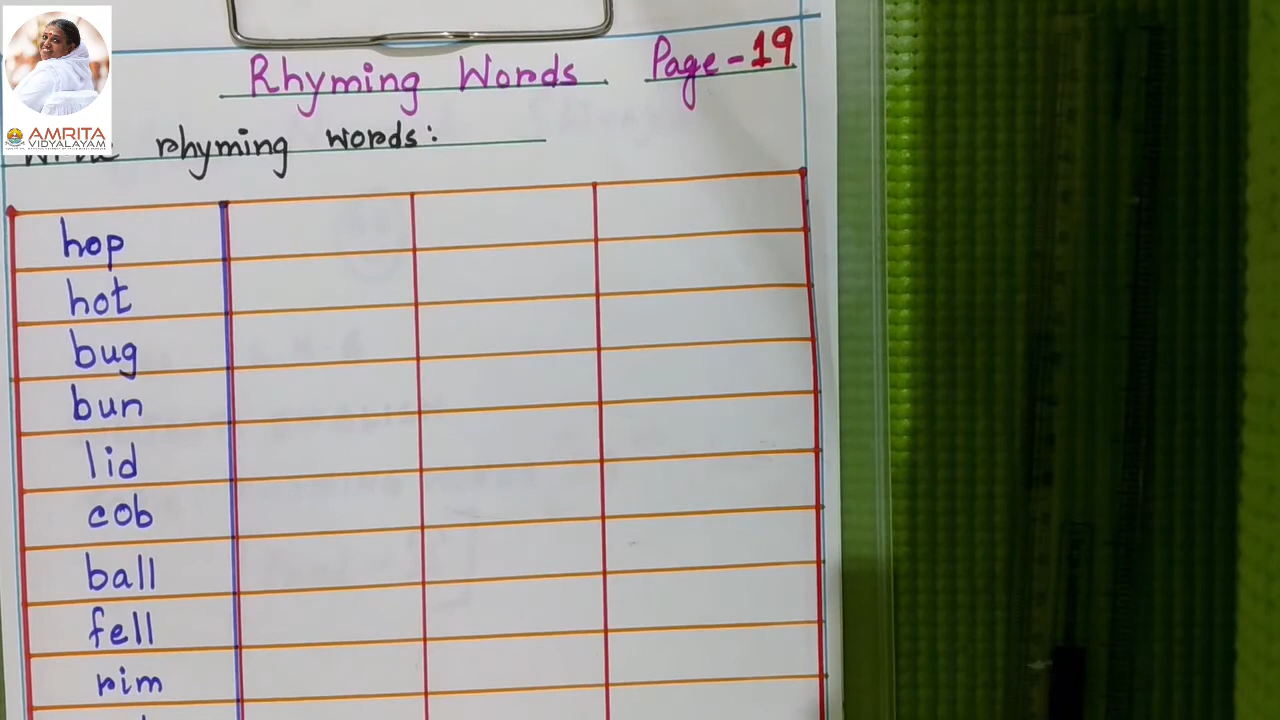 Rhyming Words Page-19
AMRITA
VIDYALAYAM
rhyming words:
hop
hot
bug
bun
lid
cob
ball
fell
rim